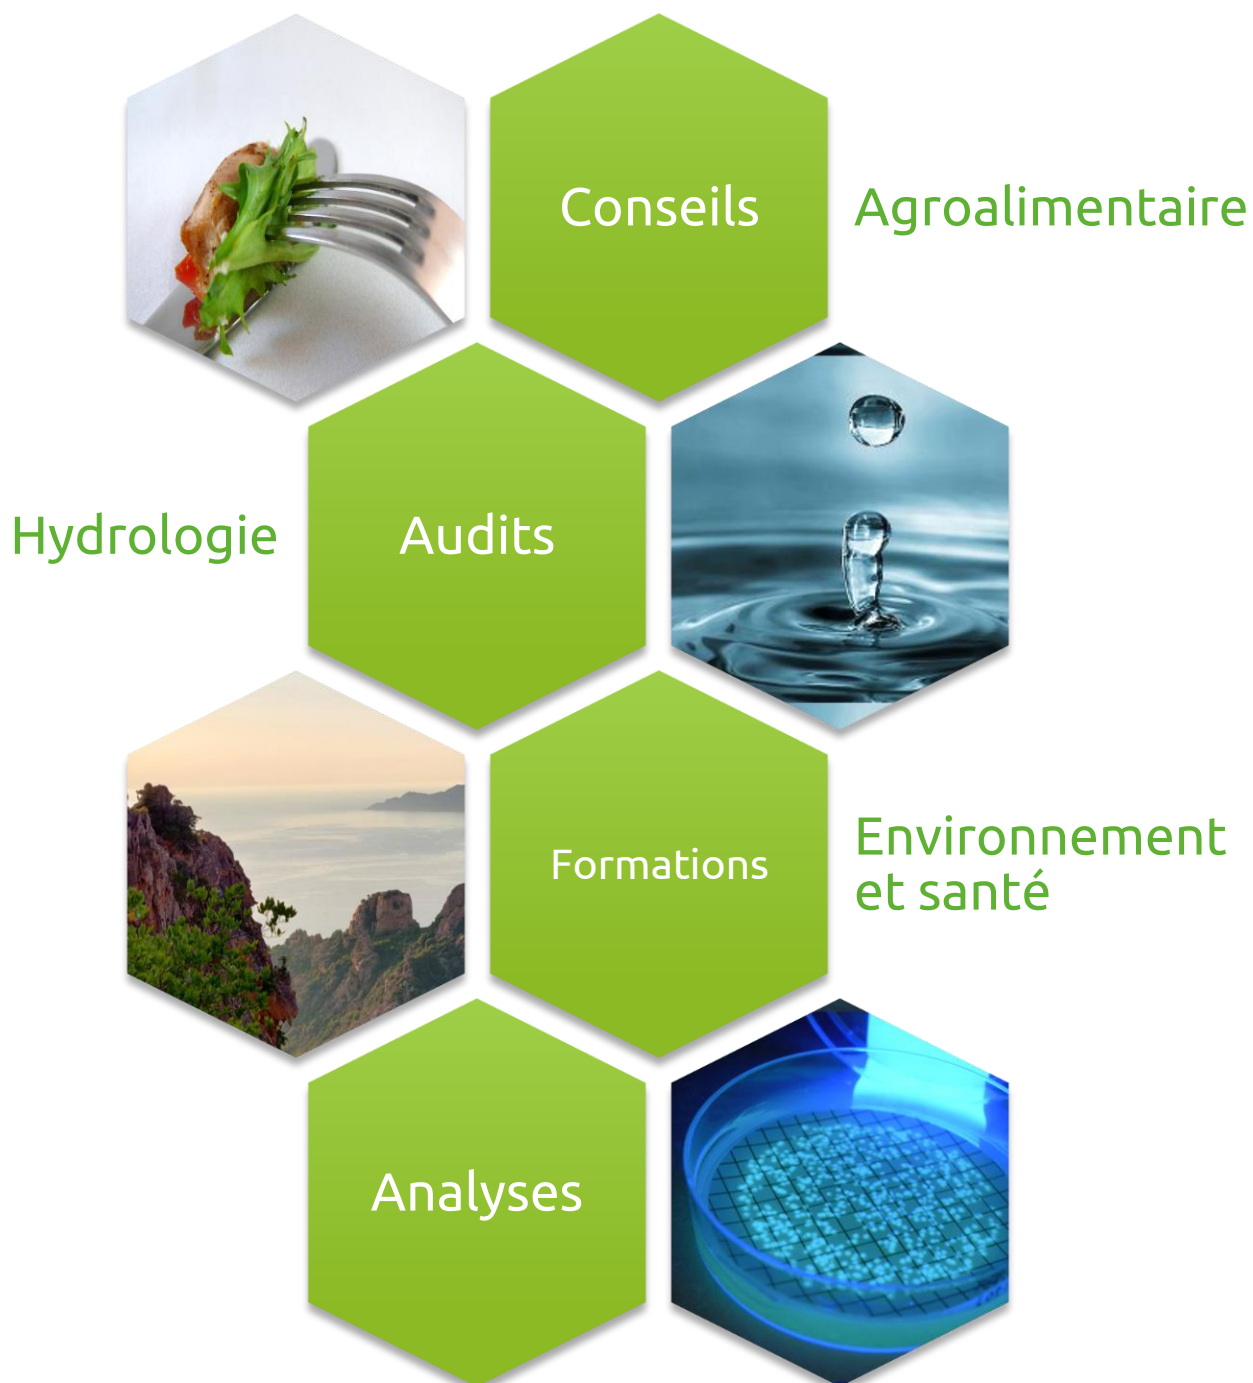 Conseils
Agroalimentaire
Hydrologie
Audits
Formations
Environnement
et santé
Analyses